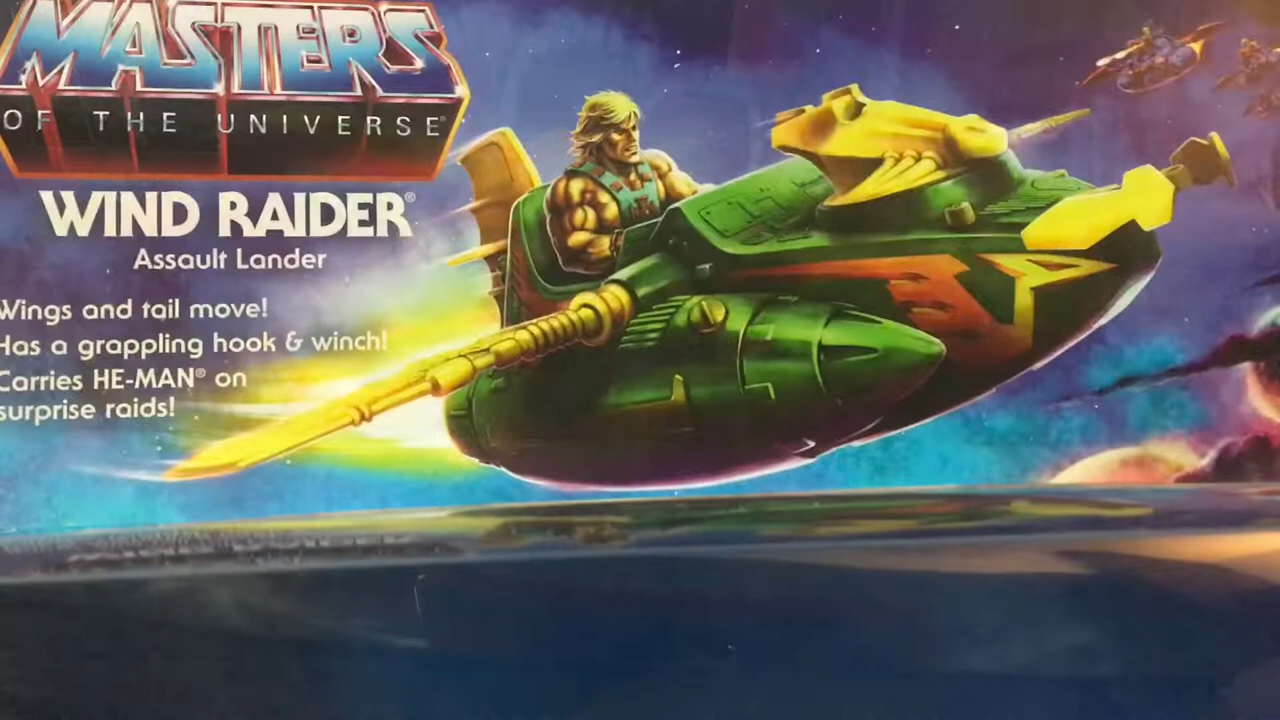 MASTERS
OF THE UNIVERSE®
WIND RAIDER®
Assault Lander
Wings and tail move!
Has a grappling hook & winch!
Carries HE-MAN® on
surprise raids!